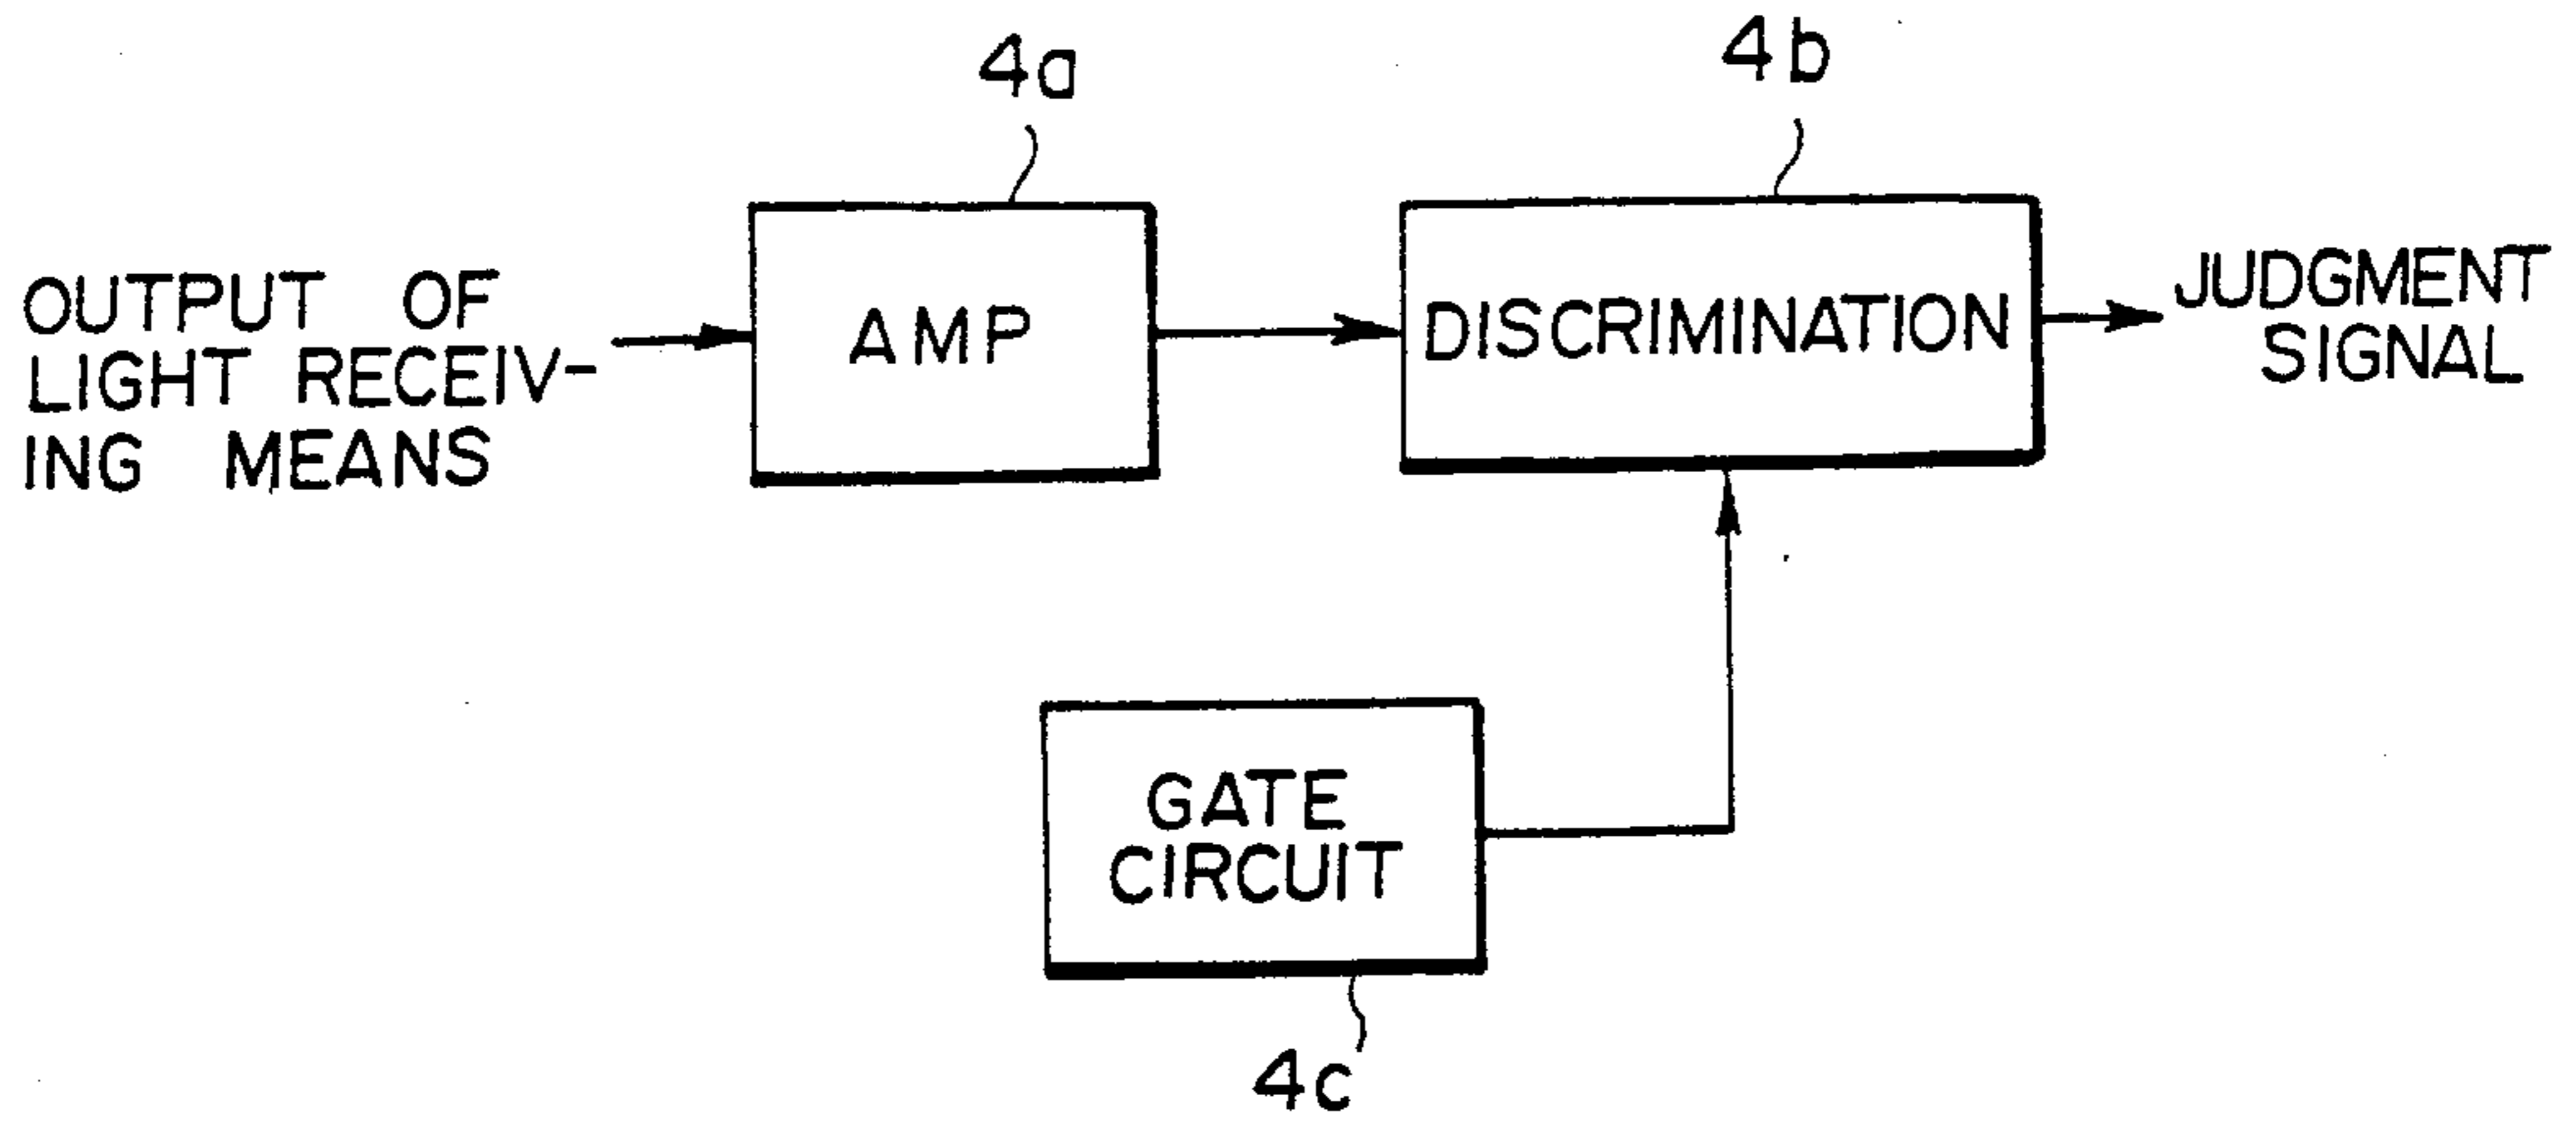 4a
4b
OUTPUT OF
LIGHT RECEIV-
ING MEANS
AMP
DISCRIMINATION
JUDGMENT
SIGNAL
GATE
CIRCUIT
4c